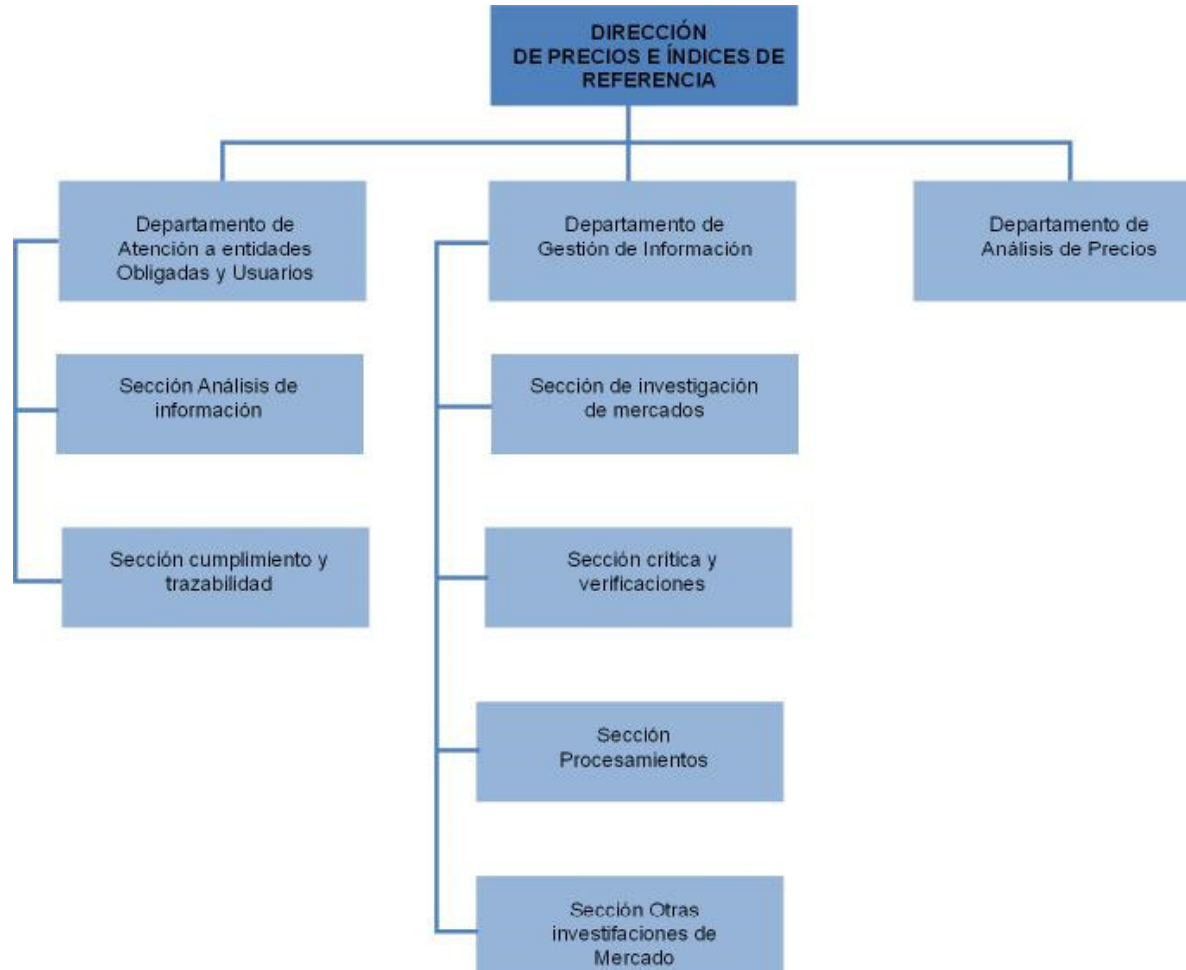 DIRECCIÓN
DE PRECIOS E ÍNDICES DE
REFERENCIA
Departamento de
Atención a entidades
Obligadas y Usuarios
Departamento de
Gestión de Información
Departamento de
Análisis de Precios
Sección Análisis de
información
Sección de investigación
de mercados
Sección cumplimiento y
trazabilidad
Sección critica y
verificaciones
Sección
Procesamientos
Sección Otras
investifaciones de
Mercado